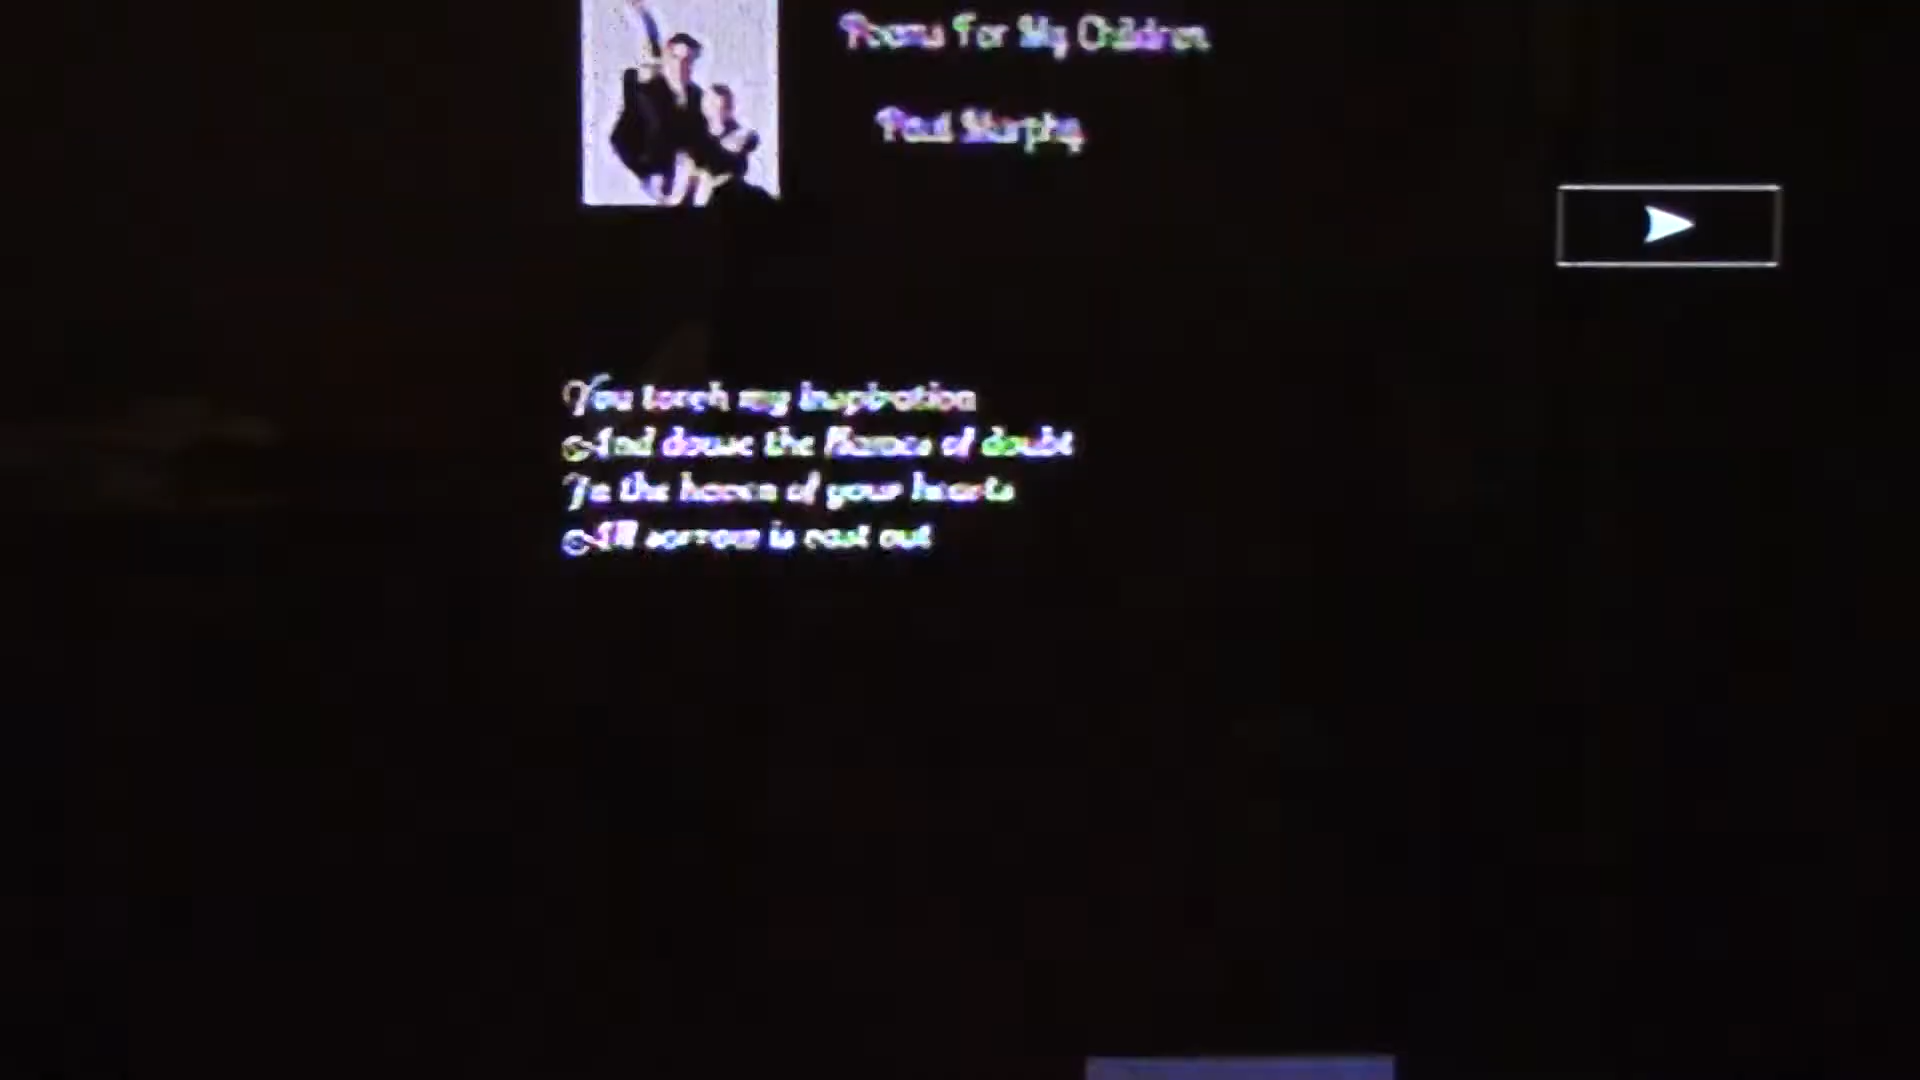 Poems For My Children
Paul Murphy
You torch my inspiration
And douse the flames of doubt
In the haven of your hearts
All sorrow is cast out